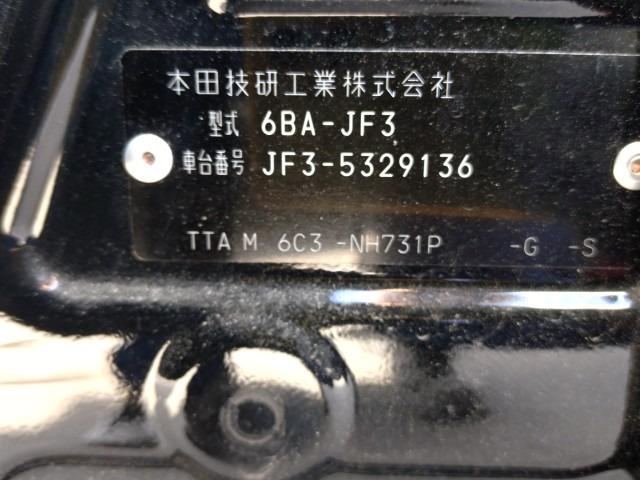 本田技研工業株式会社
型式 6BA-JF3
車台番号 JF3-5329136
TTA M 6C3 -NH731P -G -S